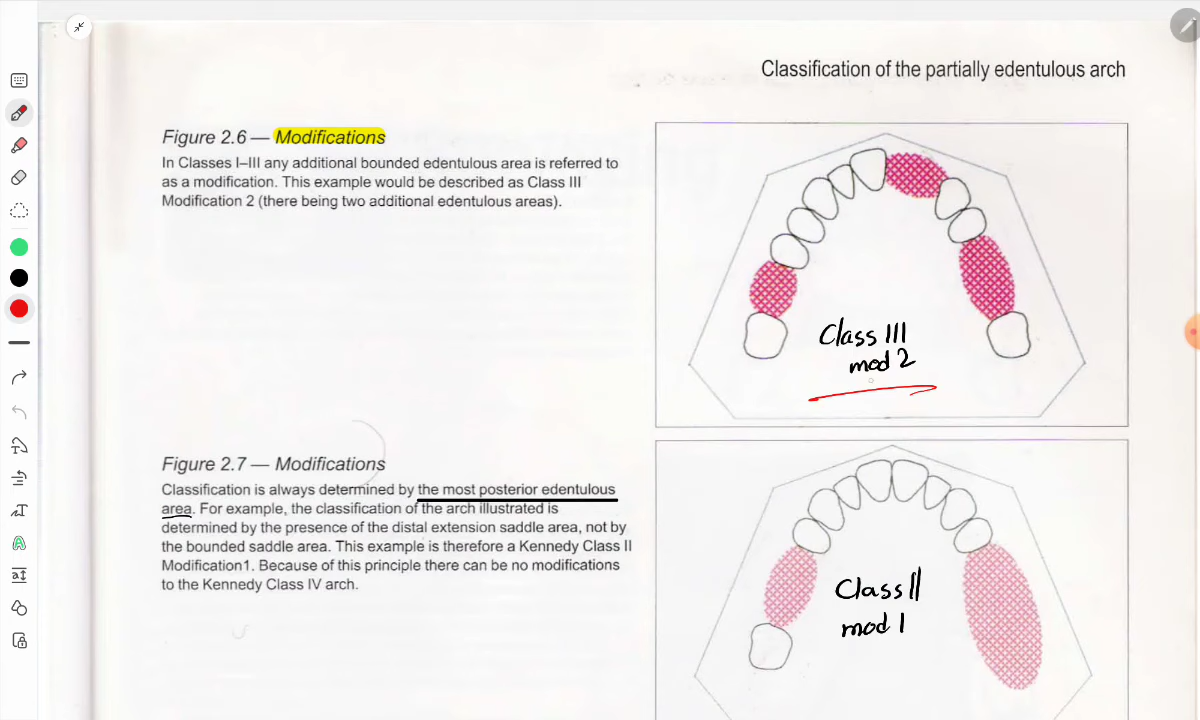 Classification of the partially edentulous arch
Figure 2.6 — Modifications
In Classes I–III any additional bounded edentulous area is referred to
as a modification. This example would be described as Class III
Modification 2 (there being two additional edentulous areas).
Class III
mod 2
Figure 2.7 — Modifications
Classification is always determined by the most posterior edentulous
area. For example, the classification of the arch illustrated is
determined by the presence of the distal extension saddle area, not by
the bounded saddle area. This example is therefore a Kennedy Class II
Modification1. Because of this principle there can be no modifications
to the Kennedy Class IV arch.
Class II
mod 1